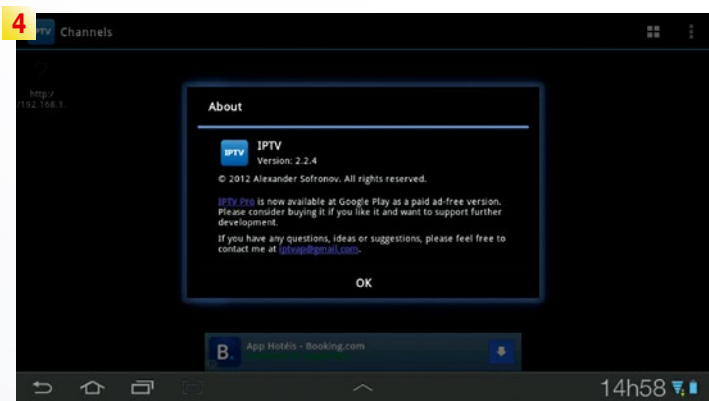 4
IPTV Channels
http:/
/192.168.1.
About
IPTV
IPTV
Version: 2.2.4
© 2012 Alexander Sofronov. All rights reserved.
IPTV Pro is now available at Google Play as a paid ad-free version.
Please consider buying it if you like it and want to support further
development.
If you have any questions, ideas or suggestions, please feel free to
contact me at iptvap@gmail.com.
OK
B. App Hotéis - Booking.com
14h58